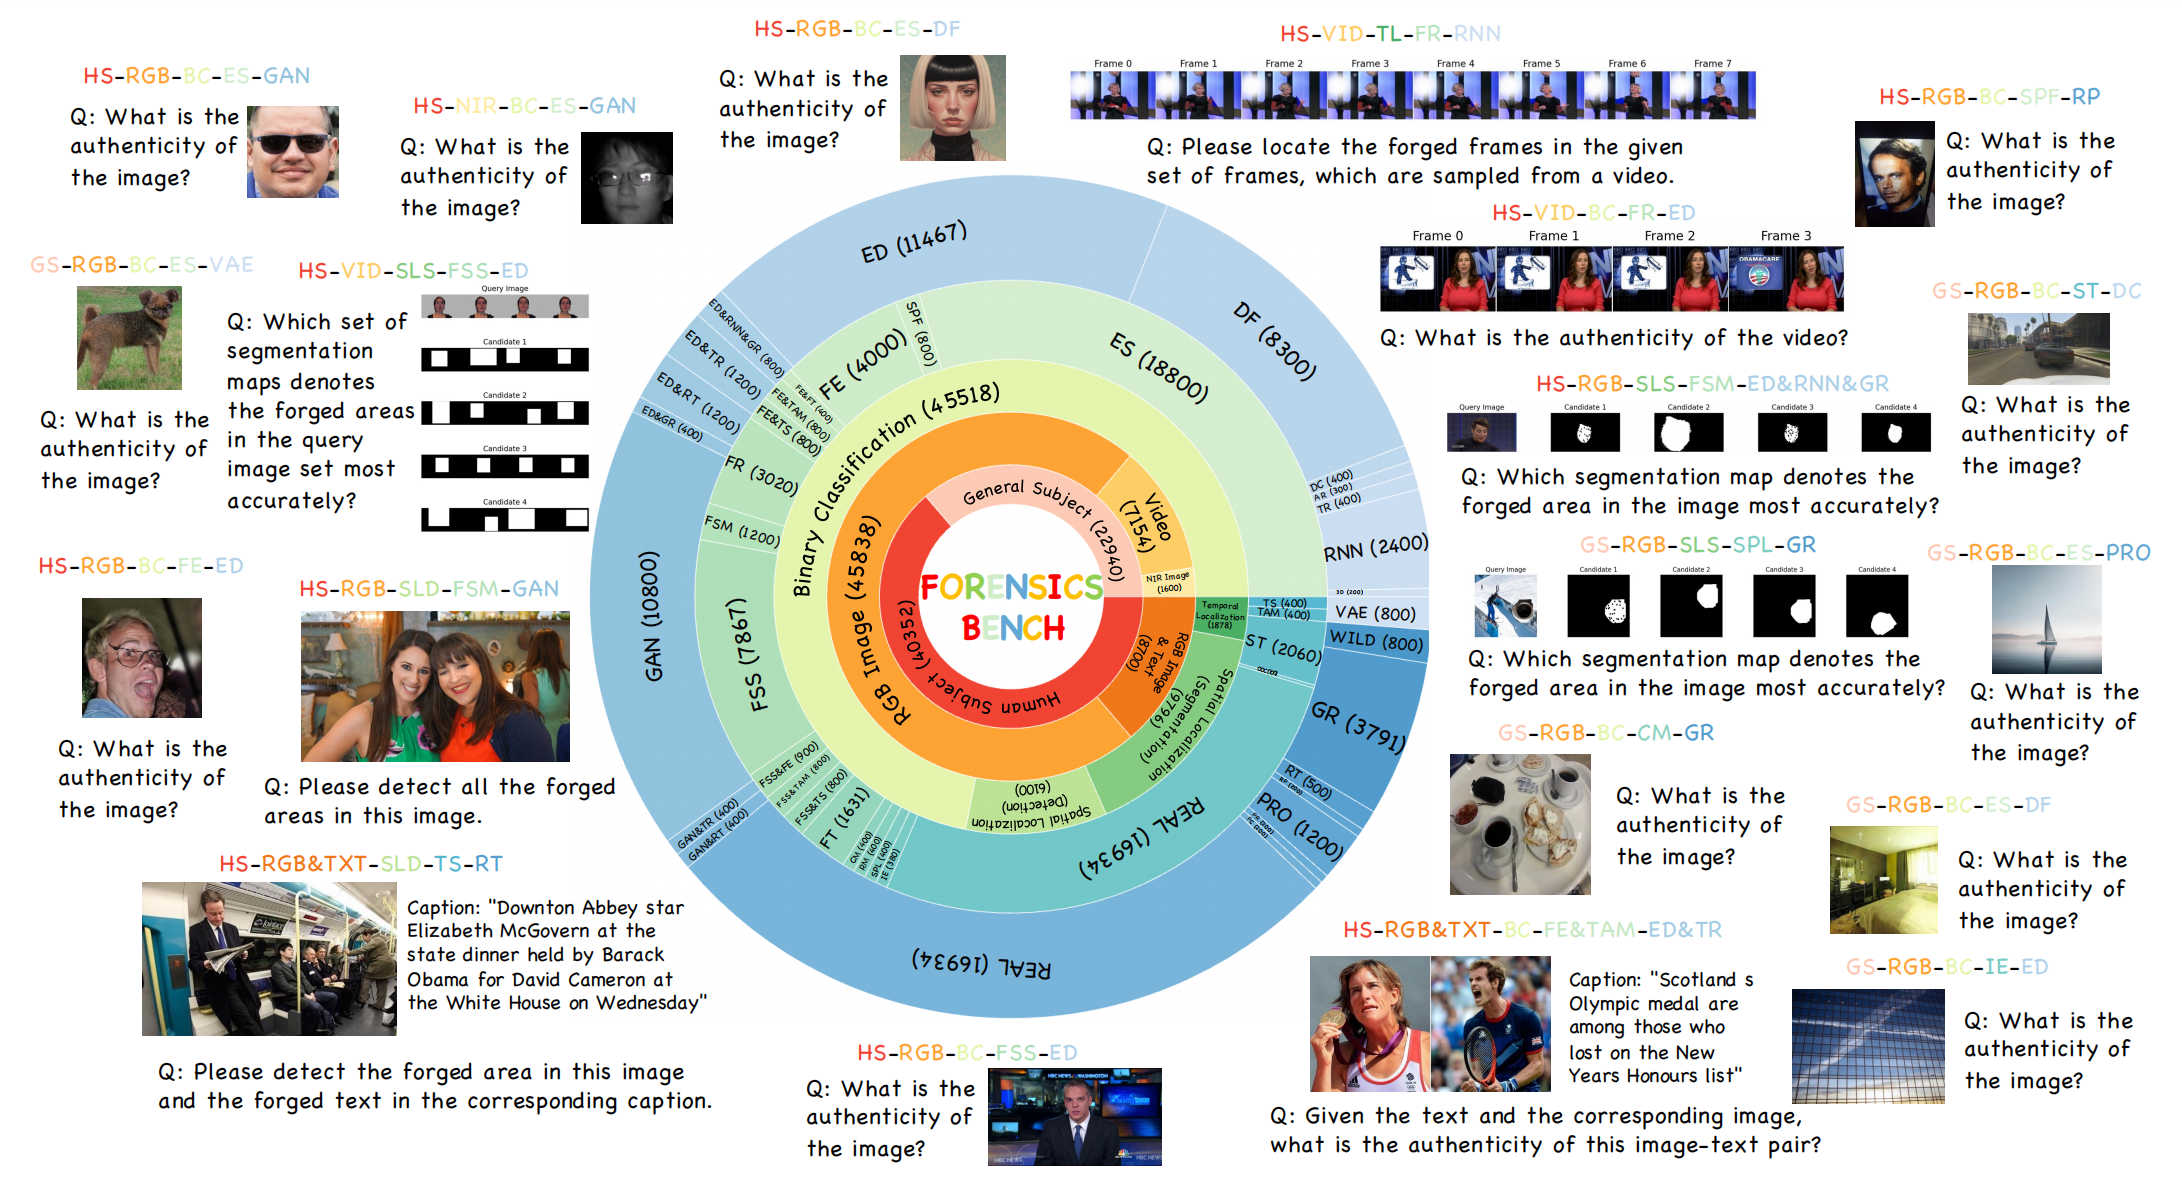 HS-RGB-BC-ES-GAN
Q: What is the
authenticity of
the image?
HS-NIR-BC-ES-GAN
Q: What is the
authenticity of
the image?
HS-RGB-BC-ES-DF
Q: What is the
authenticity of
the image?
HS-VID-TL-FR-RNN
Frame 0 Frame 1 Frame 2 Frame 3 Frame 4 Frame 5 Frame 6 Frame 7
Q: Please locate the forged frames in the given
set of frames, which are sampled from a video.
HS-RGB-BC-SPF-RP
Q: What is the
authenticity of
the image?
HS-VID-BC-FR-ED
Frame 0 Frame 1 Frame 2 Frame 3
OBAMACARE
Q: What is the authenticity of the video?
GS-RGB-BC-ES-VAE
Q: What is the
authenticity of
the image?
HS-VID-SLS-FSS-ED
Query Image
Candidate 1
Candidate 2
Candidate 3
Candidate 4
Q: Which set of
segmentation
maps denotes
the forged areas
in the query
image set most
accurately?
GS-RGB-BC-ST-DC
Q: What is the
authenticity of
the image?
HS-RGB-SLS-FSM-ED&RNN&GR
Query Image Candidate 1 Candidate 2 Candidate 3 Candidate 4
Q: Which segmentation map denotes the
forged area in the image most accurately?
GS-RGB-SLS-SPL-GR
Query Image Candidate 1 Candidate 2 Candidate 3 Candidate 4
Q: Which segmentation map denotes the
forged area in the image most accurately?
GS-RGB-BC-ES-PRO
Q: What is the
authenticity of
the image?
HS-RGB-BC-FE-ED
Q: What is the
authenticity of
the image?
HS-RGB-SLD-FSM-GAN
Q: Please detect all the forged
areas in this image.
GS-RGB-BC-CM-GR
Q: What is the
authenticity of
the image?
GS-RGB-BC-ES-DF
Q: What is the
authenticity of
the image?
HS-RGB&TXT-SLD-TS-RT
Caption: "Downton Abbey star
Elizabeth McGovern at the
state dinner held by Barack
Obama for David Cameron at
the White House on Wednesday"
Q: Please detect the forged area in this image
and the forged text in the corresponding caption.
HS-RGB-BC-FSS-ED
Q: What is the
authenticity of
the image?
NBC NEWS WASHINGTON
NBC NEWS
HS-RGB&TXT-BC-FE&TAM-ED&TR
Caption: "Scotland s
Olympic medal are
among those who
lost on the New
Years Honours list"
Q: Given the text and the corresponding image,
what is the authenticity of this image-text pair?
GS-RGB-BC-IE-ED
Q: What is the
authenticity of
the image?
FORENSICS
BENCH
General Subject (22940)
Human Subject (40352)
RGB Image (45838)
Video
(7154)
NIR Image
(1600)
RGB Image
& Text
(8700)
Binary Classification (45518)
Temporal
Localization
(1878)
Spatial Localization
(Segmentation)
(9796)
Spatial Localization
(Detection)
(6100)
ES (18800)
SPF (800)
FE (4000)
FE&FT (400)
FE&TAM (800)
FE&TS (800)
FR (3020)
FSM (1200)
FSS (7867)
FSS&FE (900)
FSS&TAM (800)
FSS&TS (800)
FT (1631)
CM (400)
RM (400)
SPL (400)
IE (380)
REAL (16934)
ST (2060)
TAM (400)
TS (400)
DF (8300)
ED (11467)
ED&RNN&GR (800)
ED&TR (1200)
ED&RT (1200)
ED&GR (400)
GAN (10800)
GAN&TR (400)
GAN&RT (400)
REAL (16934)
PRO (1200)
RT (500)
GR (3791)
WILD (800)
VAE (800)
3D (200)
RNN (2400)
TR (400)
AR (300)
DC (400)